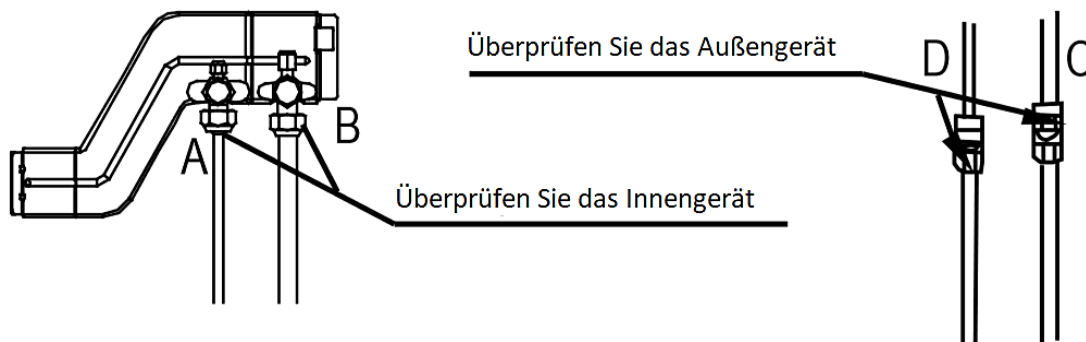 Überprüfen Sie das Außengerät
D
C
B
A
Überprüfen Sie das Innengerät